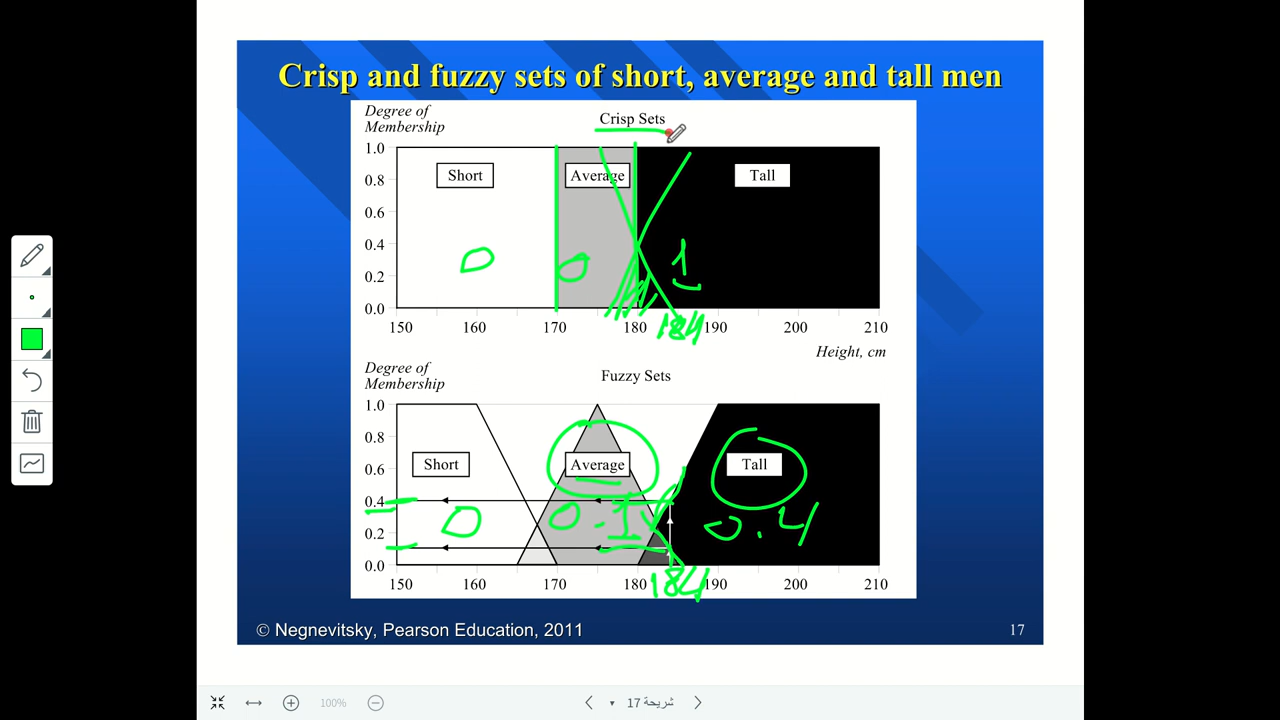 Crisp and fuzzy sets of short, average and tall men
Degree of
Membership
Crisp Sets
1.0
0.8
0.6
0.4
0.2
0.0
Short
Average
Tall
0
0
1
184
150 160 170 180 190 200 210
Height, cm
Degree of
Membership
Fuzzy Sets
1.0
0.8
0.6
0.4
0.2
0.0
Short
Average
Tall
0
0.1
0.4
184
150 160 170 180 190 200 210
© Negnevitsky, Pearson Education, 2011
17
100%
شريحة 17